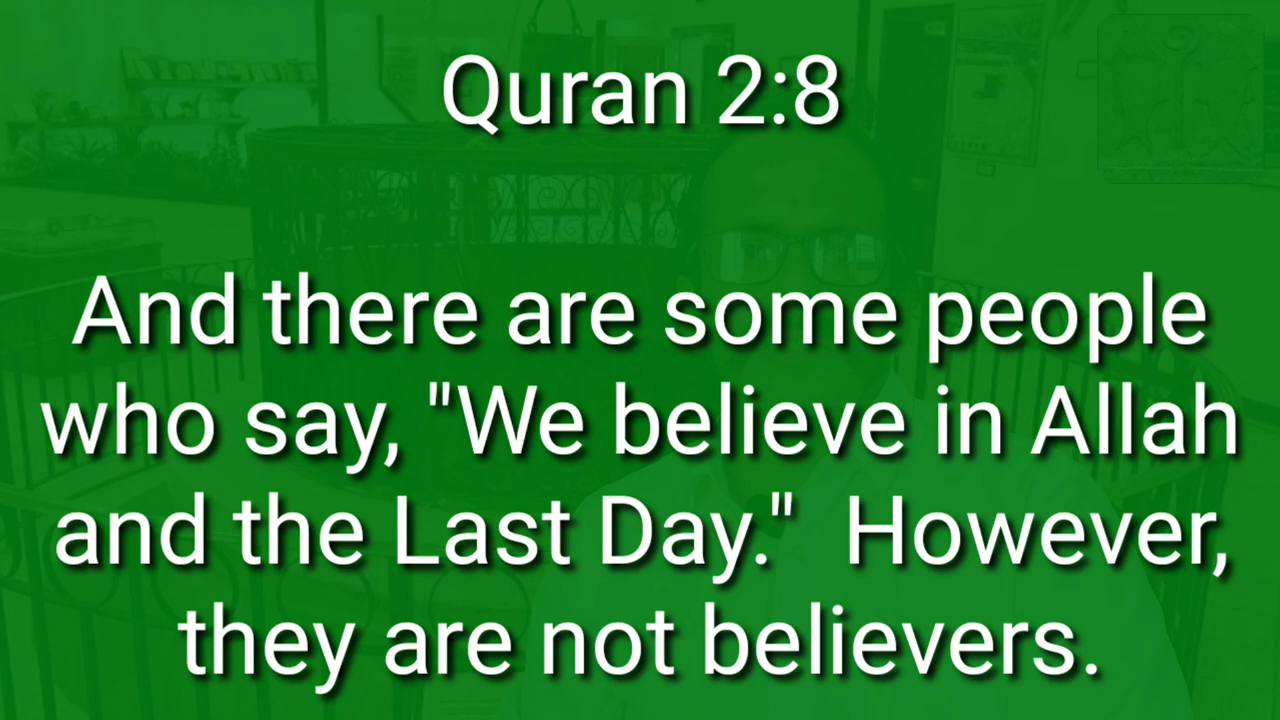 Quran 2:8
And there are some people
who say, "We believe in Allah
and the Last Day."  However,
they are not believers.